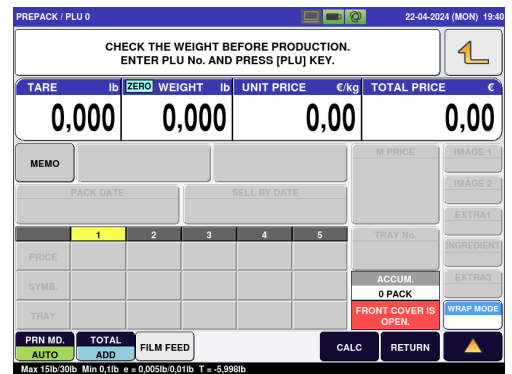 PREPACK / PLU 0
22-04-2024 (MON) 19:40
CHECK THE WEIGHT BEFORE PRODUCTION.
ENTER PLU No. AND PRESS [PLU] KEY.
TARE lb ZERO WEIGHT lb UNIT PRICE €/kg TOTAL PRICE €
0,000 0,000 0,00 0,00
MEMO
M PRICE
IMAGE 1
PACK DATE
SELL BY DATE
IMAGE 2
EXTRA1
1 2 3 4 5
TRAY No.
INGREDIENT
PRICE
SYMB.
ACCUM.
EXTRA3
0 PACK
TRAY
FRONT COVER IS
OPEN.
WRAP MODE
PRN MD.
AUTO
TOTAL
ADD
FILM FEED
CALC
RETURN
Max 15lb/30lb Min 0,1lb e = 0,005lb/0,01lb T = -5,998lb